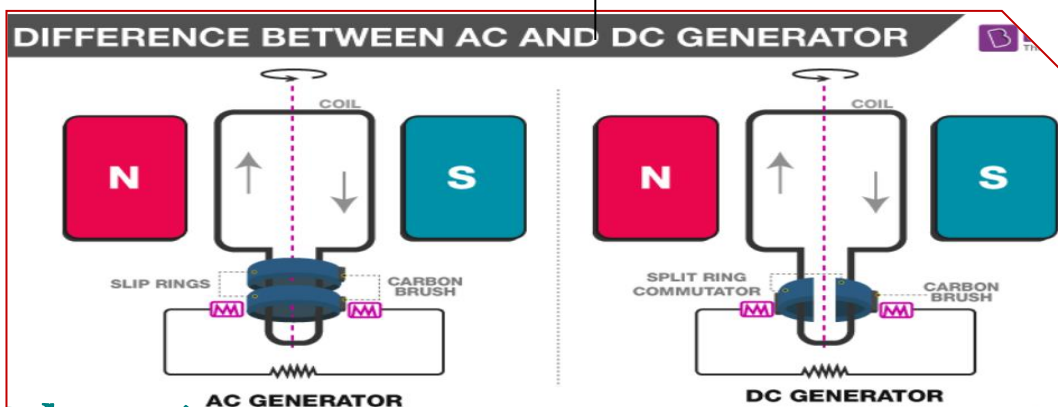 DIFFERENCE BETWEEN AC AND DC GENERATOR
COIL
N
S
SLIP RINGS
CARBON
BRUSH
AC GENERATOR
COIL
N
S
SPLIT RING
COMMUTATOR
CARBON
BRUSH
DC GENERATOR